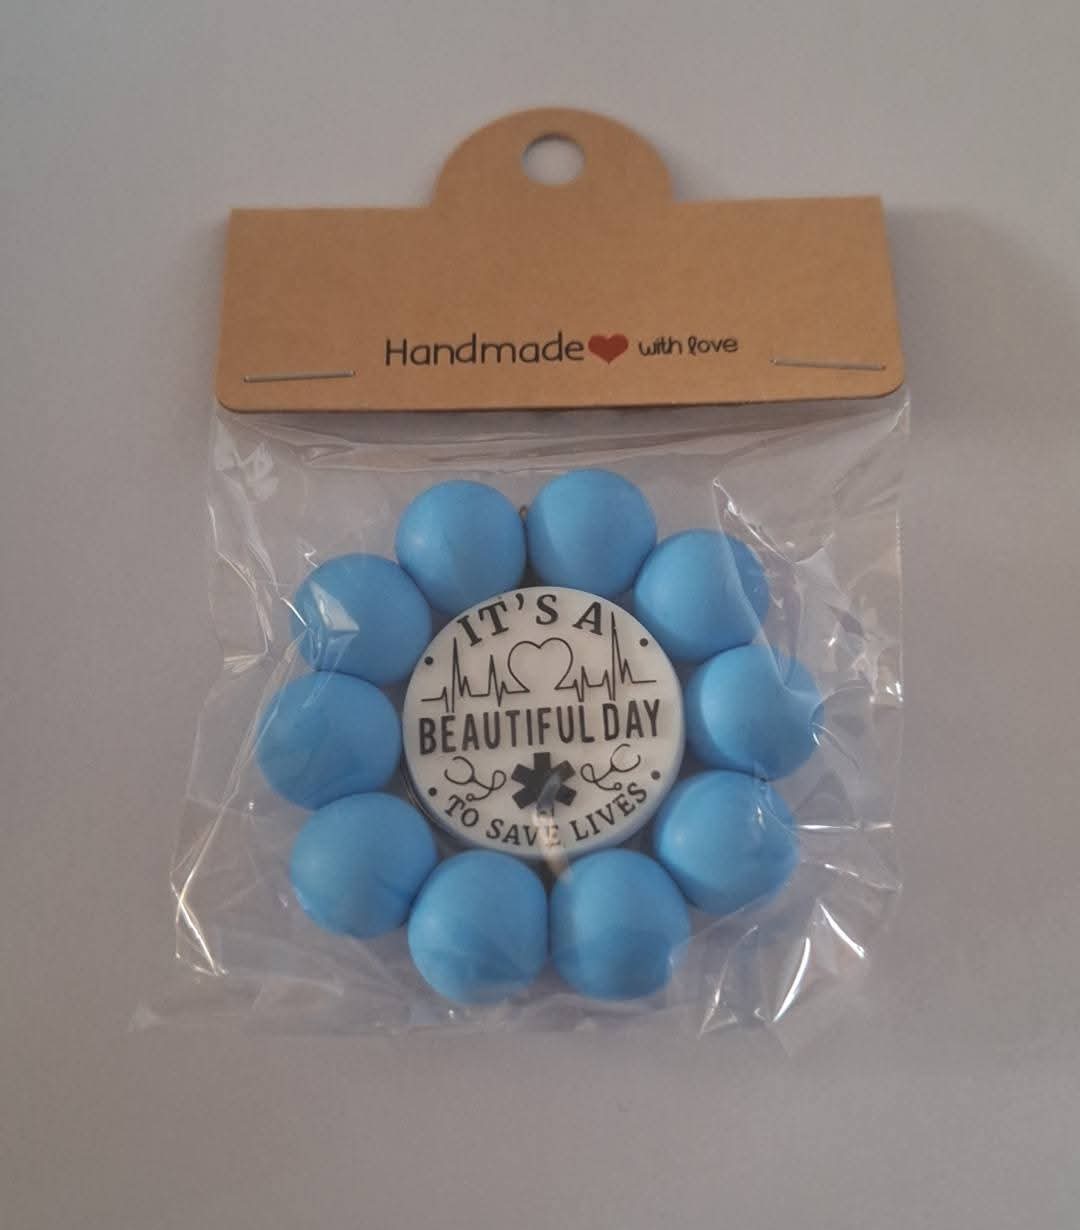 Handmade with love
IT'S A
BEAUTIFUL DAY
TO SAVE LIVES